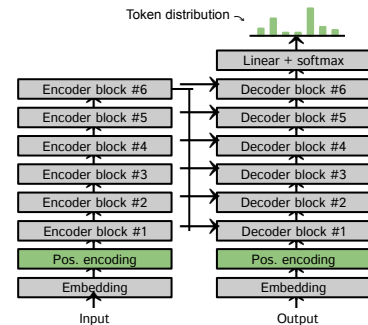 Token distribution
Linear + softmax
Encoder block #6
Decoder block #6
Encoder block #5
Decoder block #5
Encoder block #4
Decoder block #4
Encoder block #3
Decoder block #3
Encoder block #2
Decoder block #2
Encoder block #1
Decoder block #1
Pos. encoding
Pos. encoding
Embedding
Embedding
Input
Output